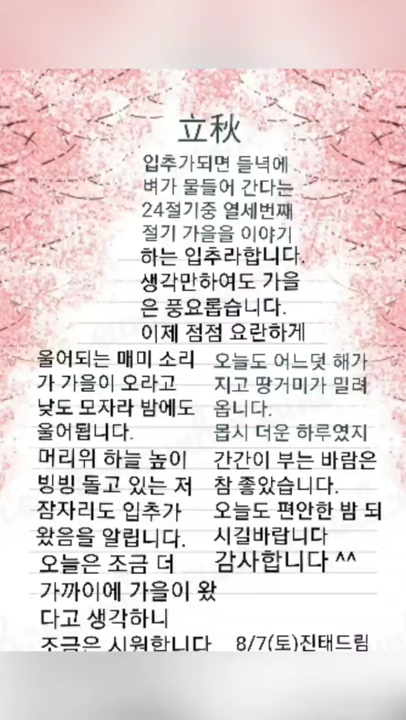 立秋
입추가되면 들녘에
벼가 물들어 간다는
24절기중 열세번째
절기 가을을 이야기
하는 입추라합니다.
생각만하여도 가을
은 풍요롭습니다.
이제 점점 요란하게
울어되는 매미 소리
가 가을이 오라고
낮도 모자라 밤에도
울어됩니다.
머리위 하늘 높이
빙빙 돌고 있는 저
잠자리도 입추가
왔음을 알립니다.
오늘은 조금 더
가까이에 가을이 왔
다고 생각하니
조금은 시원합니다
오늘도 어느덧 해가
지고 땅거미가 밀려
옵니다.
몹시 더운 하루였지
간간이 부는 바람은
참 좋았습니다.
오늘도 편안한 밤 되
시길바랍니다
감사합니다 ^^
8/7(토)진태드림